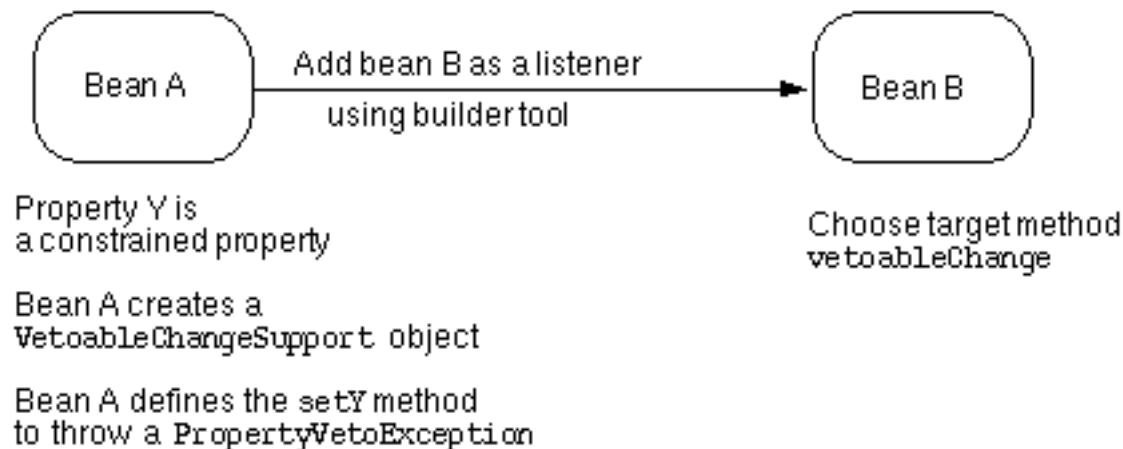 Bean A
Add bean B as a listener
using builder tool
Bean B
Property Y is
a constrained property
Bean A creates a
VetoableChangeSupport object
Bean A defines the setY method
to throw a PropertyVetoException
Choose target method
vetoableChange